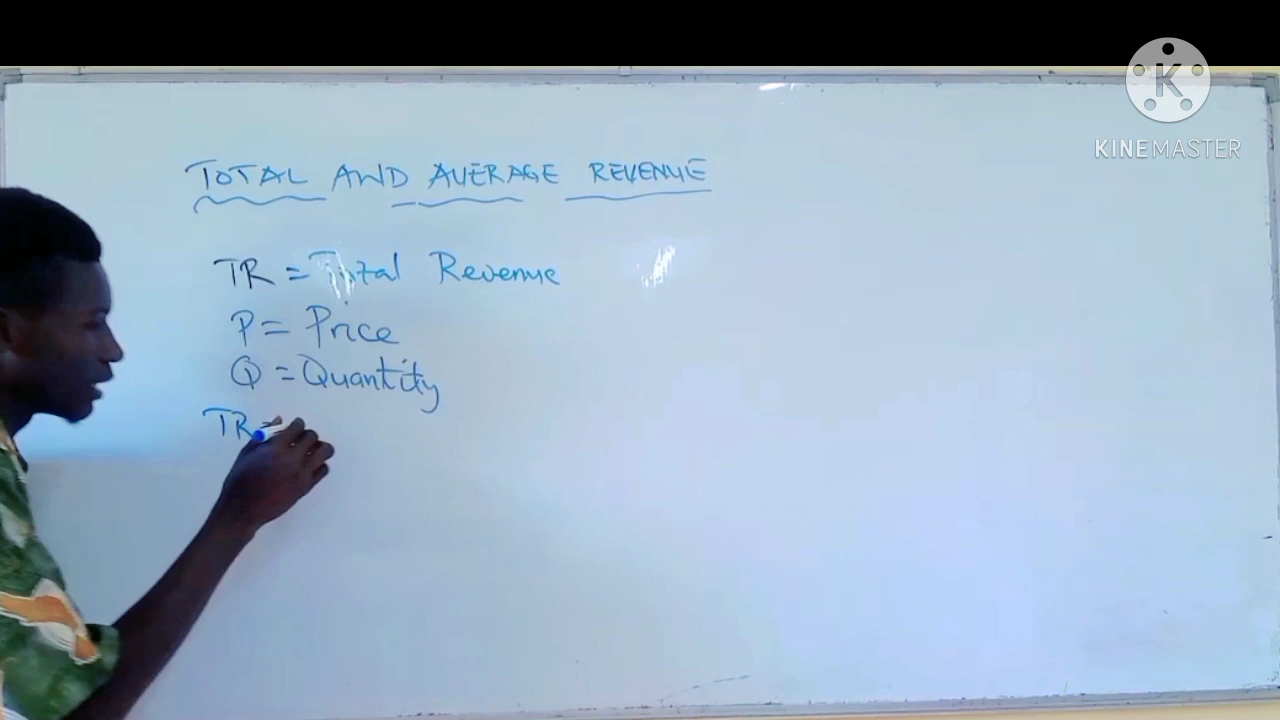 KINEMASTER
TOTAL AND AVERAGE REVENUE
TR = Total Revenue
P = Price
Q = Quantity
TR =